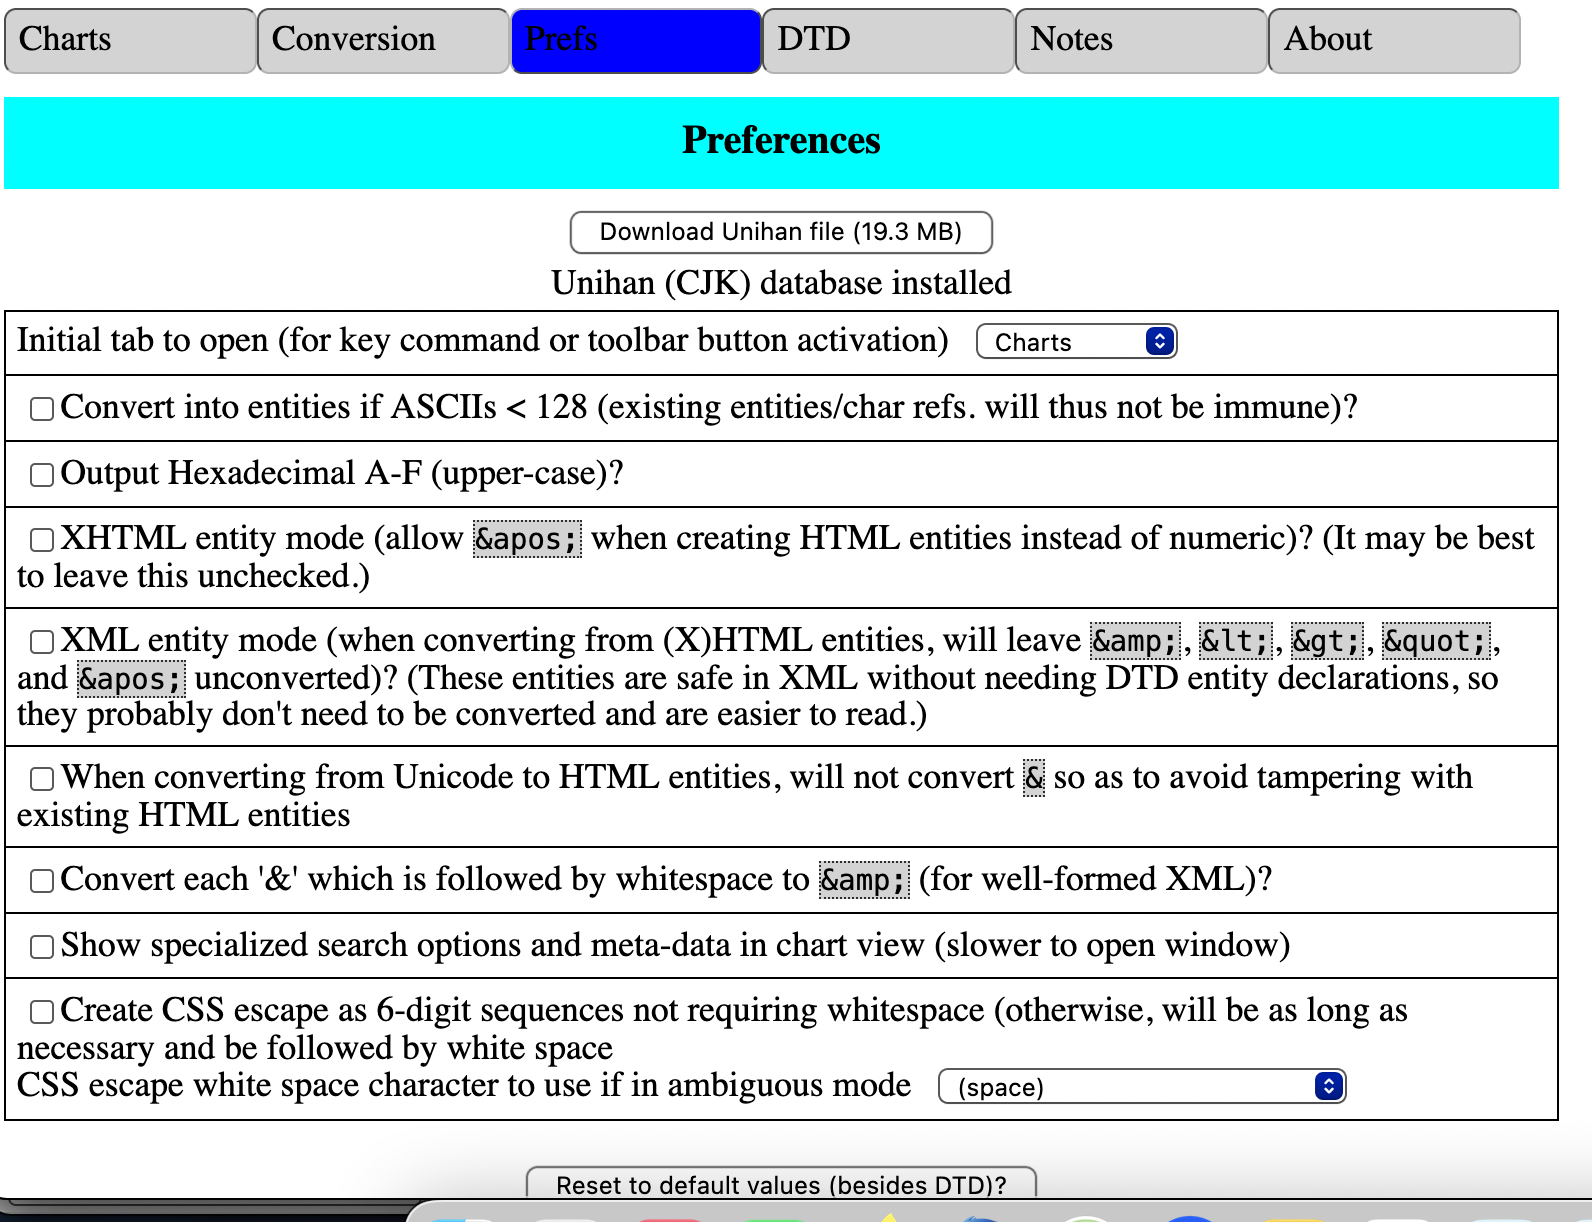 Charts Conversion Prefs DTD Notes About
Preferences
Download Unihan file (19.3 MB)
Unihan (CJK) database installed
Initial tab to open (for key command or toolbar button activation) Charts
Convert into entities if ASCIIs < 128 (existing entities/char refs. will thus not be immune)?
Output Hexadecimal A-F (upper-case)?
XHTML entity mode (allow &apos; when creating HTML entities instead of numeric)? (It may be best
to leave this unchecked.)
XML entity mode (when converting from (X)HTML entities, will leave &amp;, &lt;, &gt;, &quot;,
and &apos; unconverted)? (These entities are safe in XML without needing DTD entity declarations, so
they probably don't need to be converted and are easier to read.)
When converting from Unicode to HTML entities, will not convert & so as to avoid tampering with
existing HTML entities
Convert each '&' which is followed by whitespace to &amp; (for well-formed XML)?
Show specialized search options and meta-data in chart view (slower to open window)
Create CSS escape as 6-digit sequences not requiring whitespace (otherwise, will be as long as
necessary and be followed by white space
CSS escape white space character to use if in ambiguous mode (space)
Reset to default values (besides DTD)?